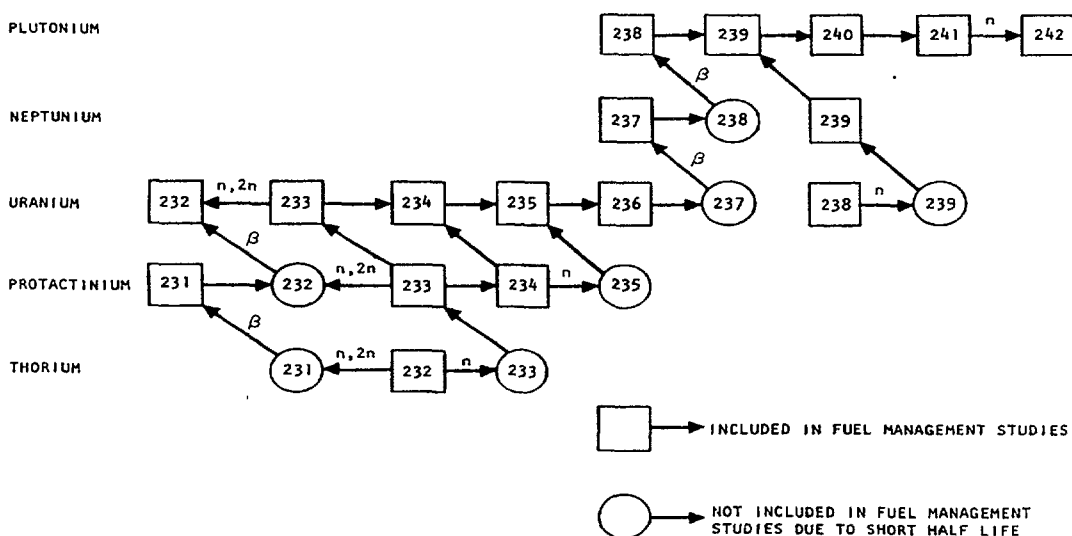 PLUTONIUM 238 239 240 241 n 242
β
NEPTUNIUM 237 238 239
β
URANIUM 232 n,2n 233 234 235 236 237 238 n 239
β
PROTACTINIUM 231 232 n,2n 233 234 n 235
β
THORIUM 231 n,2n 232 n 233
INCLUDED IN FUEL MANAGEMENT STUDIES
NOT INCLUDED IN FUEL MANAGEMENT
STUDIES DUE TO SHORT HALF LIFE